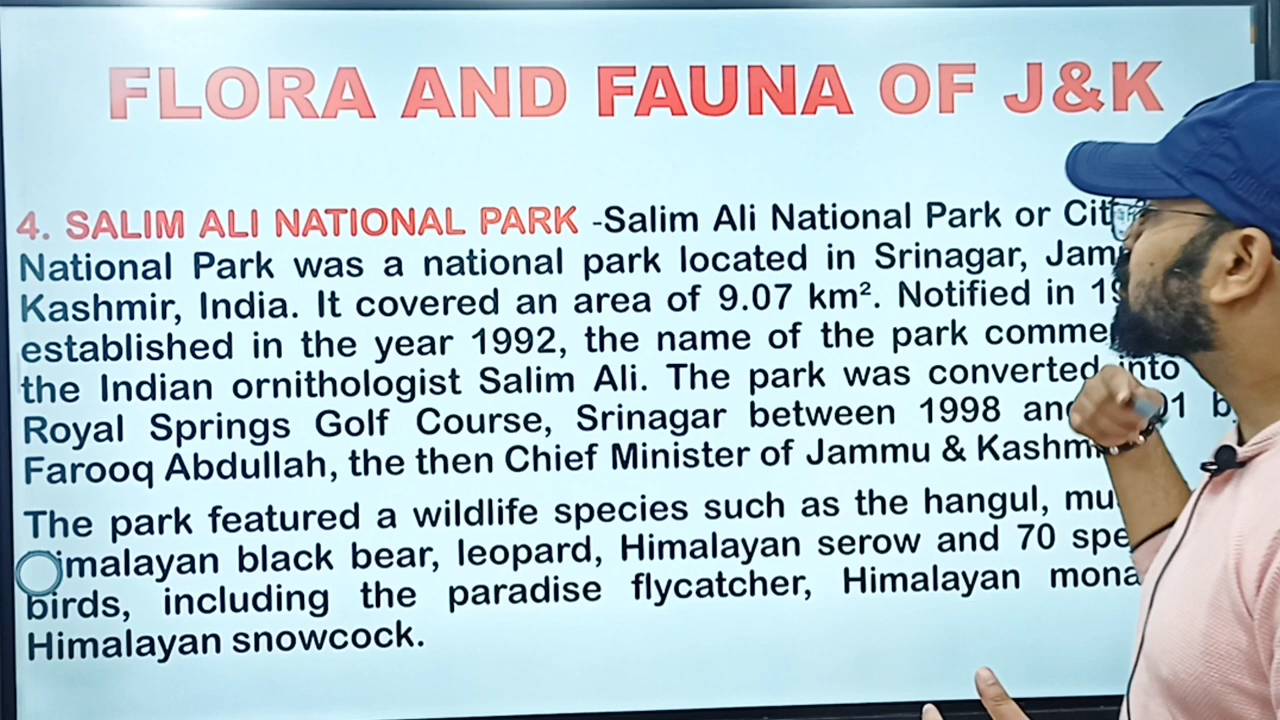 FLORA AND FAUNA OF J&K
4. SALIM ALI NATIONAL PARK -Salim Ali National Park or
National Park was a national park located in Srinagar,
Kashmir, India. It covered an area of 9.07 km². Notified in
established in the year 1992, the name of the park
the Indian ornithologist Salim Ali. The park was converted into
Royal Springs Golf Course, Srinagar between 1998 and
Farooq Abdullah, the then Chief Minister of Jammu & Kashmir
The park featured a wildlife species such as the hangul,
Himalayan black bear, leopard, Himalayan serow and 70
birds, including the paradise flycatcher, Himalayan
Himalayan snowcock.